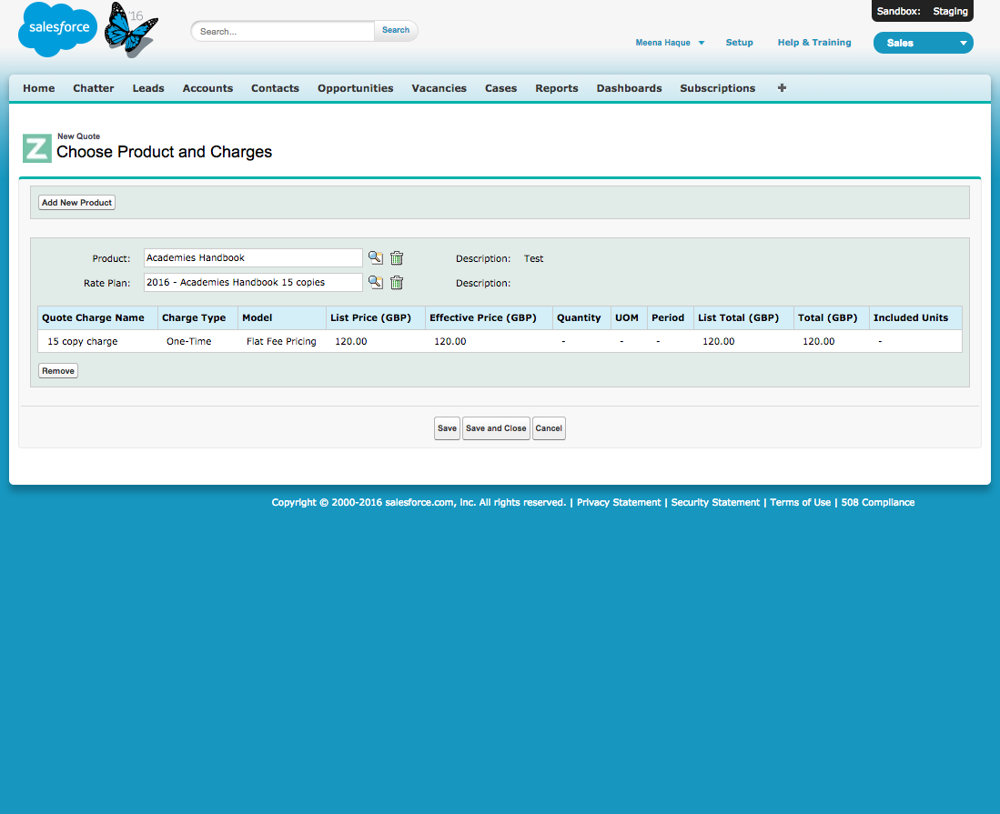 salesforce
'16
Search...
Search
Sandbox: Staging
Meena Haque
Setup
Help & Training
Sales
Home Chatter Leads Accounts Contacts Opportunities Vacancies Cases Reports Dashboards Subscriptions +
Z
New Quote
Choose Product and Charges
Add New Product
Product: Academies Handbook Description: Test
Rate Plan: 2016 - Academies Handbook 15 copies Description:
Quote Charge Name Charge Type Model List Price (GBP) Effective Price (GBP) Quantity UOM Period List Total (GBP) Total (GBP) Included Units
15 copy charge One-Time Flat Fee Pricing 120.00 120.00 - - - 120.00 120.00 -
Remove
Save Save and Close Cancel
Copyright © 2000-2016 salesforce.com, inc. All rights reserved. | Privacy Statement | Security Statement | Terms of Use | 508 Compliance